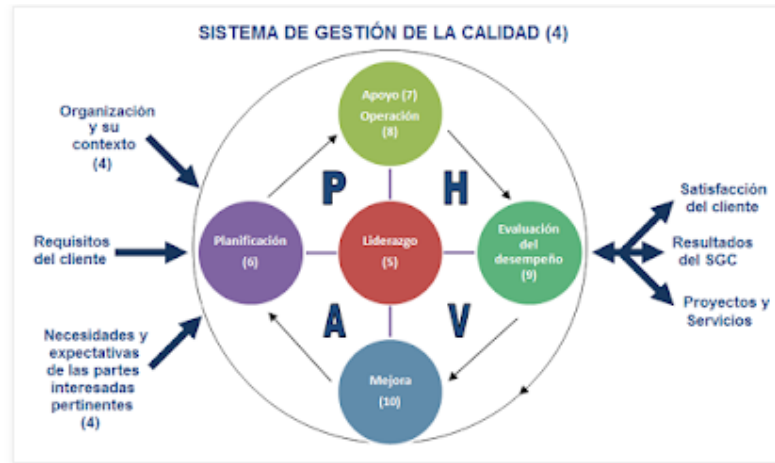 SISTEMA DE GESTIÓN DE LA CALIDAD (4)
Organización
y su
contexto
(4)
Requisitos
del cliente
Necesidades y
expectativas
de las partes
interesadas
pertinentes
(4)
Apoyo (7)
Operación
(8)
P
H
Planificación
(6)
Liderazgo
(5)
Evaluación
del
desempeño
(9)
A
V
Mejora
(10)
Satisfacción
del cliente
Resultados
del SGC
Proyectos y
Servicios